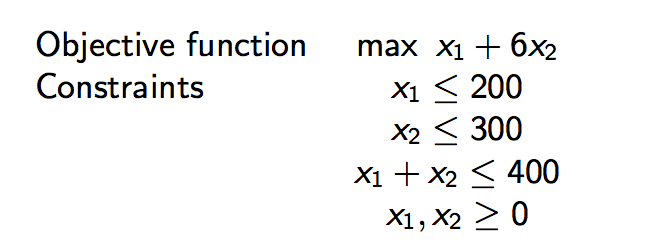 Objective function max x₁ + 6x₂
Constraints x₁ ≤ 200
x₂ ≤ 300
x₁ + x₂ ≤ 400
x₁, x₂ ≥ 0